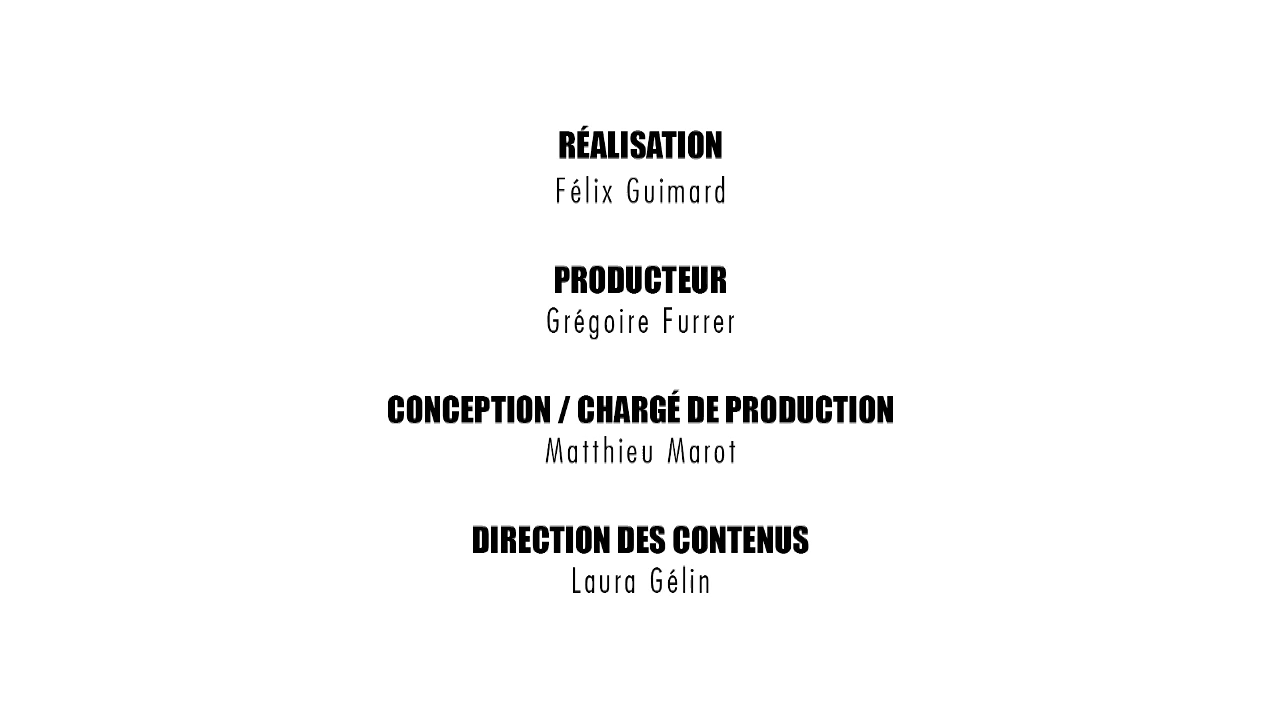 RÉALISATION
Félix Guimard
PRODUCTEUR
Grégoire Furrer
CONCEPTION / CHARGÉ DE PRODUCTION
Matthieu Marot
DIRECTION DES CONTENUS
Laura Gélin